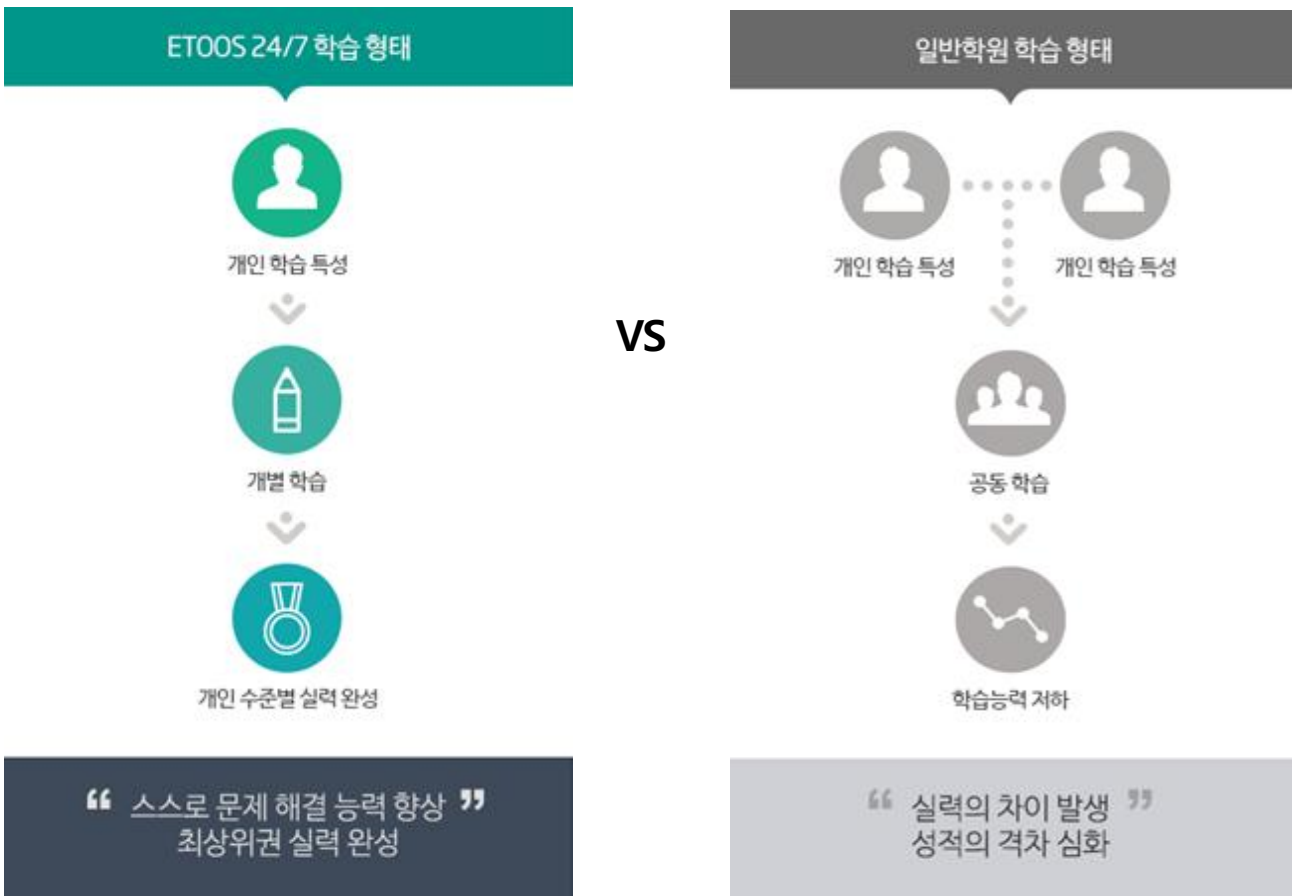 ETOOS 24/7 학습 형태
개인 학습 특성
개별 학습
개인 수준별 실력 완성
“ 스스로 문제 해결 능력 향상 ”
최상위권 실력 완성
VS
일반학원 학습 형태
개인 학습 특성 개인 학습 특성
공동 학습
학습능력 저하
“ 실력의 차이 발생 ”
성적의 격차 심화